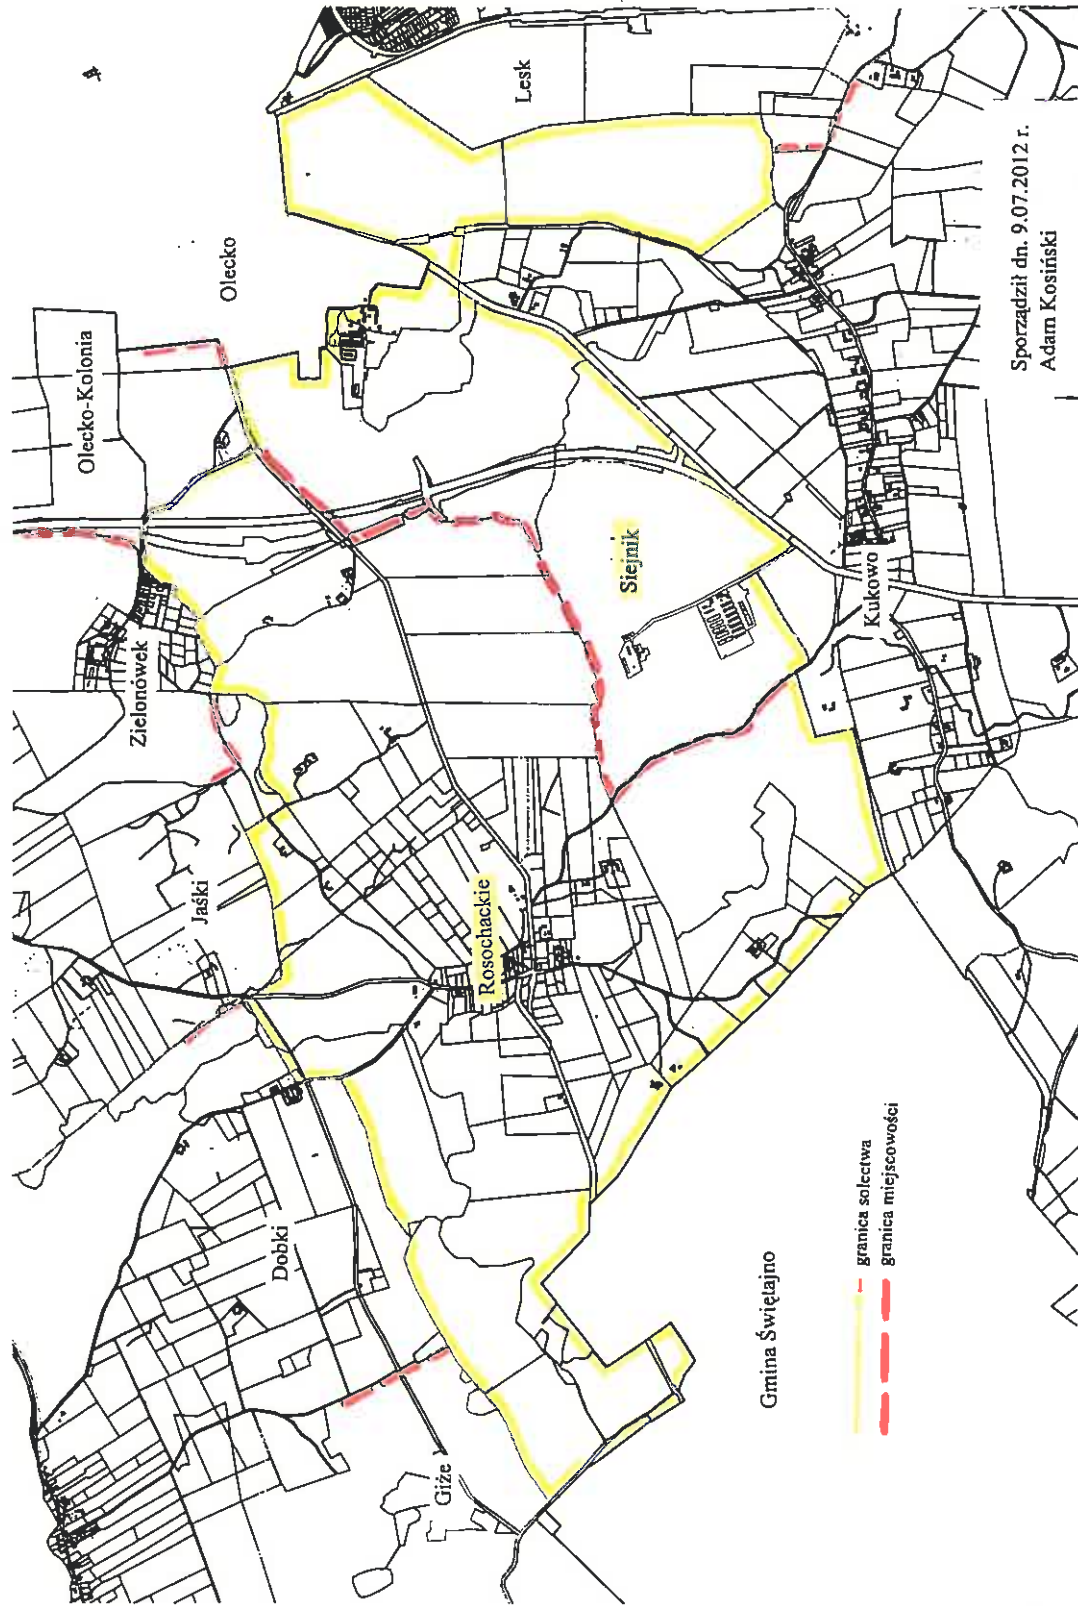 Olecko-Kolonia
Olecko
Lesk
Zielonówek
Jaśki
Siejnik
Rosochackie
Kukowo
Dobki
Giże
Gmina Świętajno
granica sołectwa
granica miejscowości
Sporządził dn. 9.07.2012 r.
Adam Kosiński